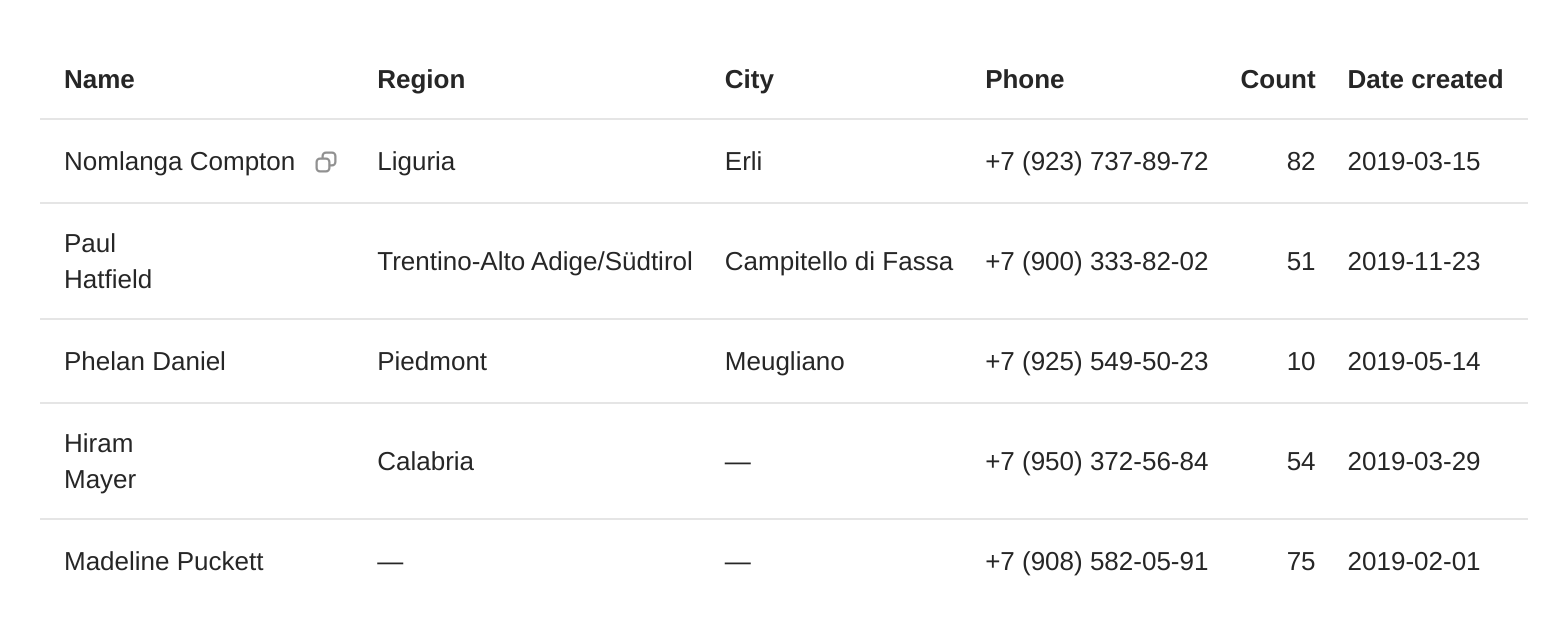 Name Region City Phone Count Date created
Nomlanga Compton Liguria Erli +7 (923) 737-89-72 82 2019-03-15
Paul
Hatfield Trentino-Alto Adige/Südtirol Campitello di Fassa +7 (900) 333-82-02 51 2019-11-23
Phelan Daniel Piedmont Meugliano +7 (925) 549-50-23 10 2019-05-14
Hiram
Mayer Calabria — +7 (950) 372-56-84 54 2019-03-29
Madeline Puckett — — +7 (908) 582-05-91 75 2019-02-01